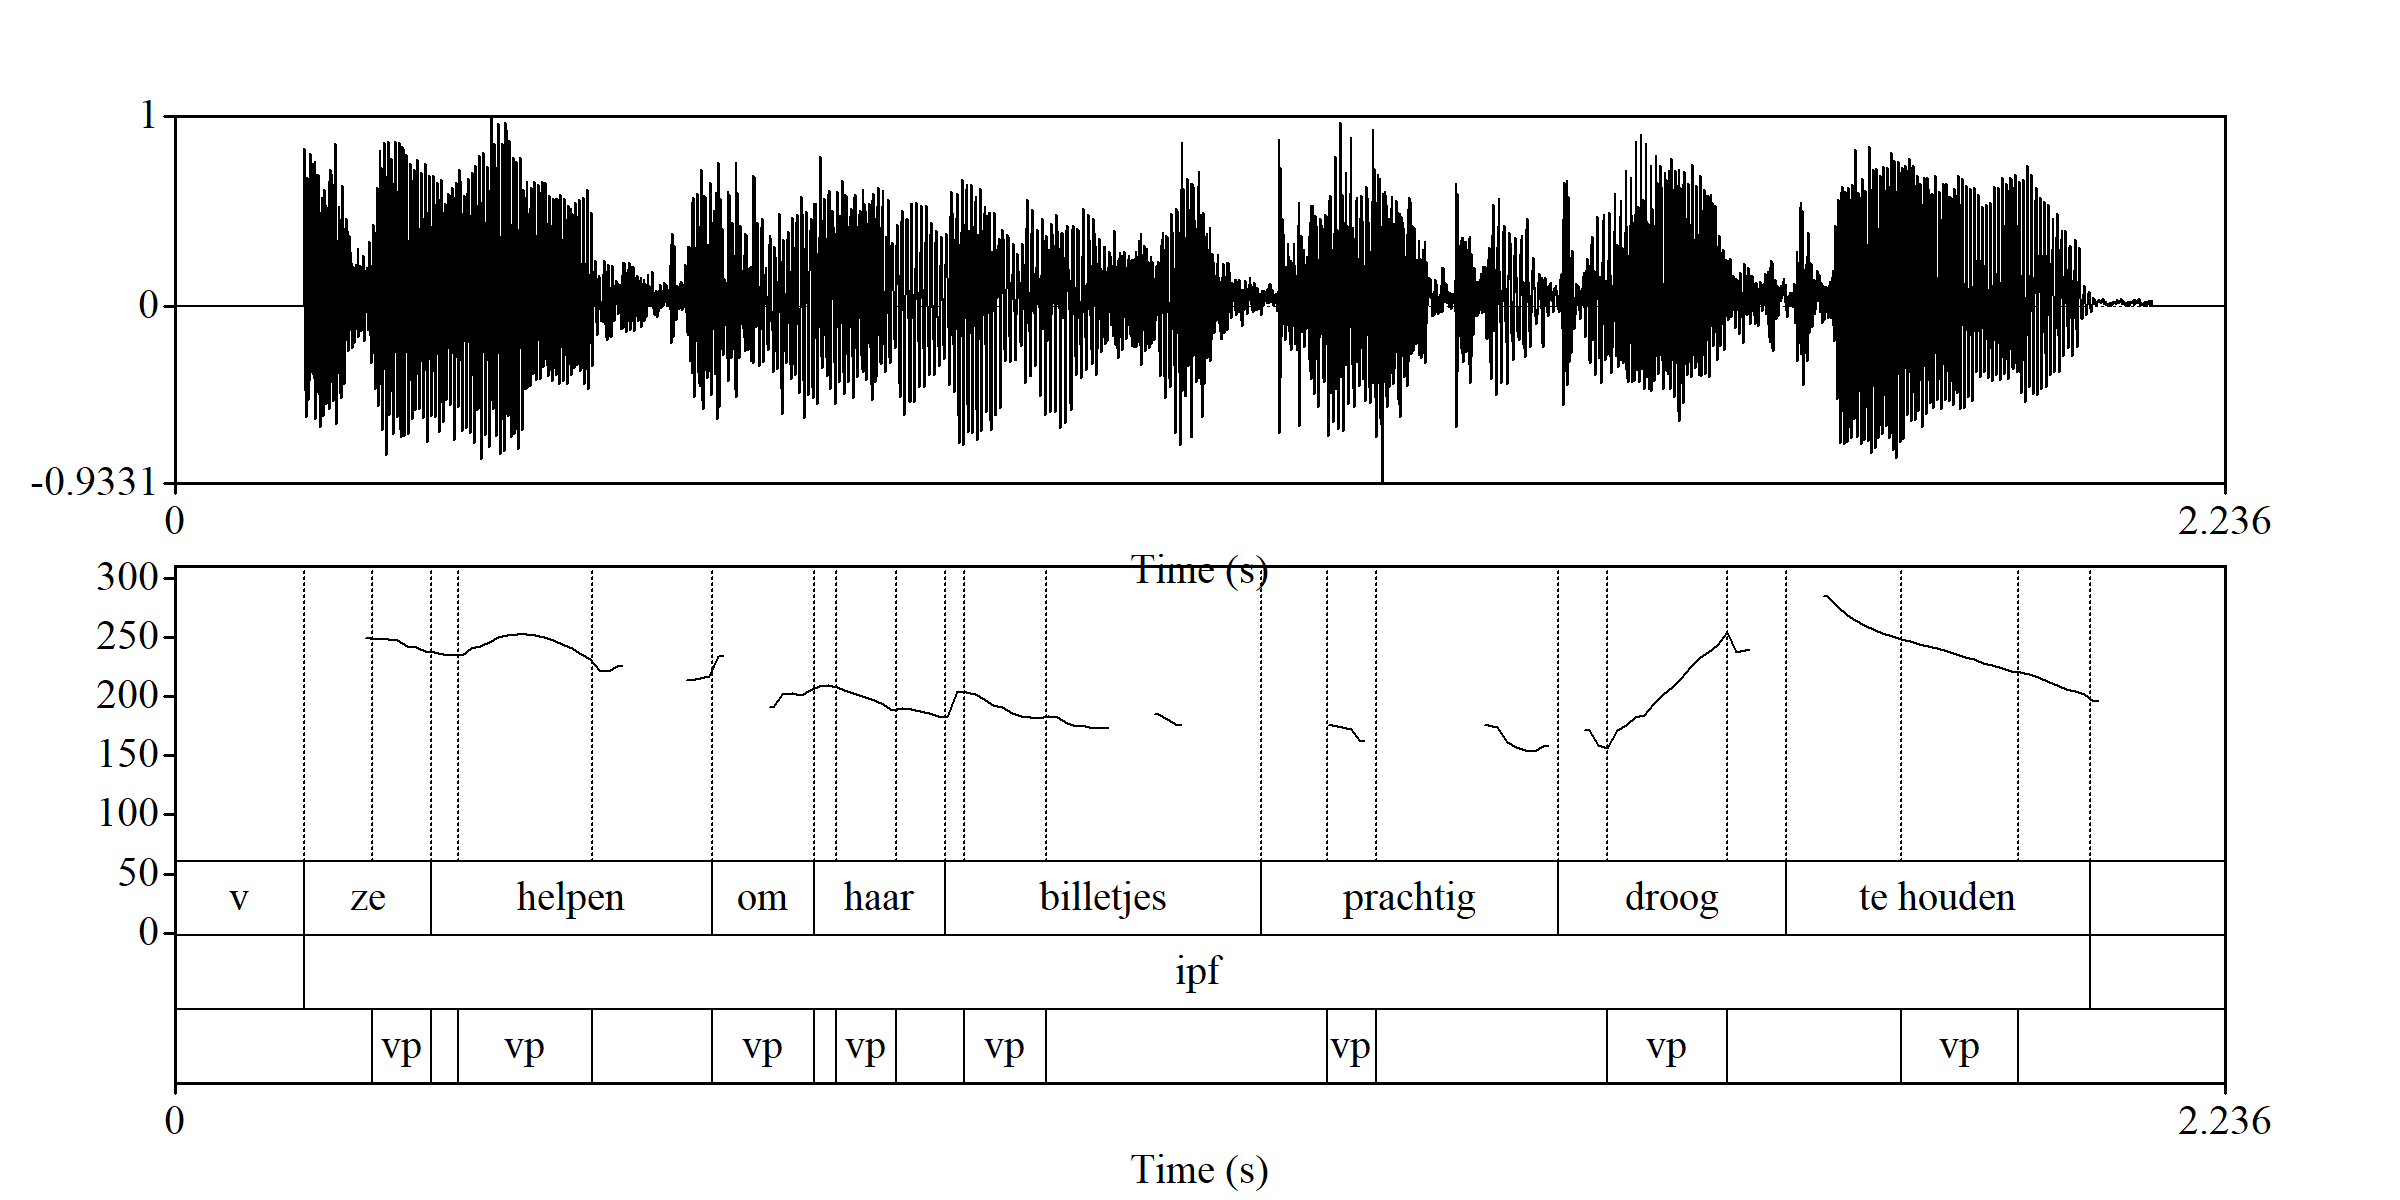 1
0
-0.9331
0 2.236
Time (s)
300
250
200
150
100
50
0
v ze helpen om haar billetjes prachtig droog te houden
ipf
vp vp vp vp vp vp vp vp
0 2.236
Time (s)